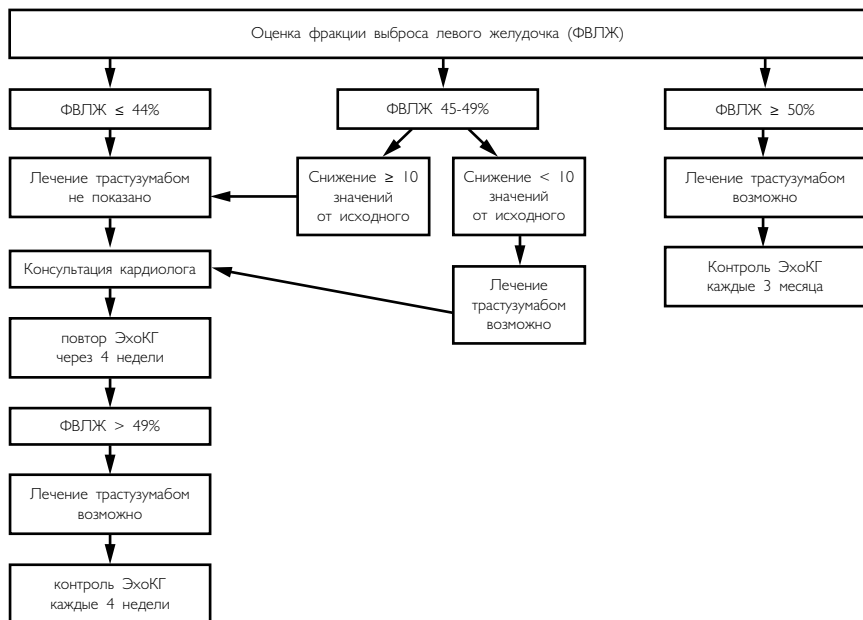 Оценка фракции выброса левого желудочка (ФВЛЖ)
ФВЛЖ ≤ 44%
ФВЛЖ 45-49%
ФВЛЖ ≥ 50%
Лечение трастузумабом
не показано
Снижение ≥ 10
значений
от исходного
Снижение < 10
значений
от исходного
Лечение трастузумабом
возможно
Консультация кардиолога
Лечение
трастузумабом
возможно
Контроль ЭхоКГ
каждые 3 месяца
повтор ЭхоКГ
через 4 недели
ФВЛЖ > 49%
Лечение трастузумабом
возможно
контроль ЭхоКГ
каждые 4 недели